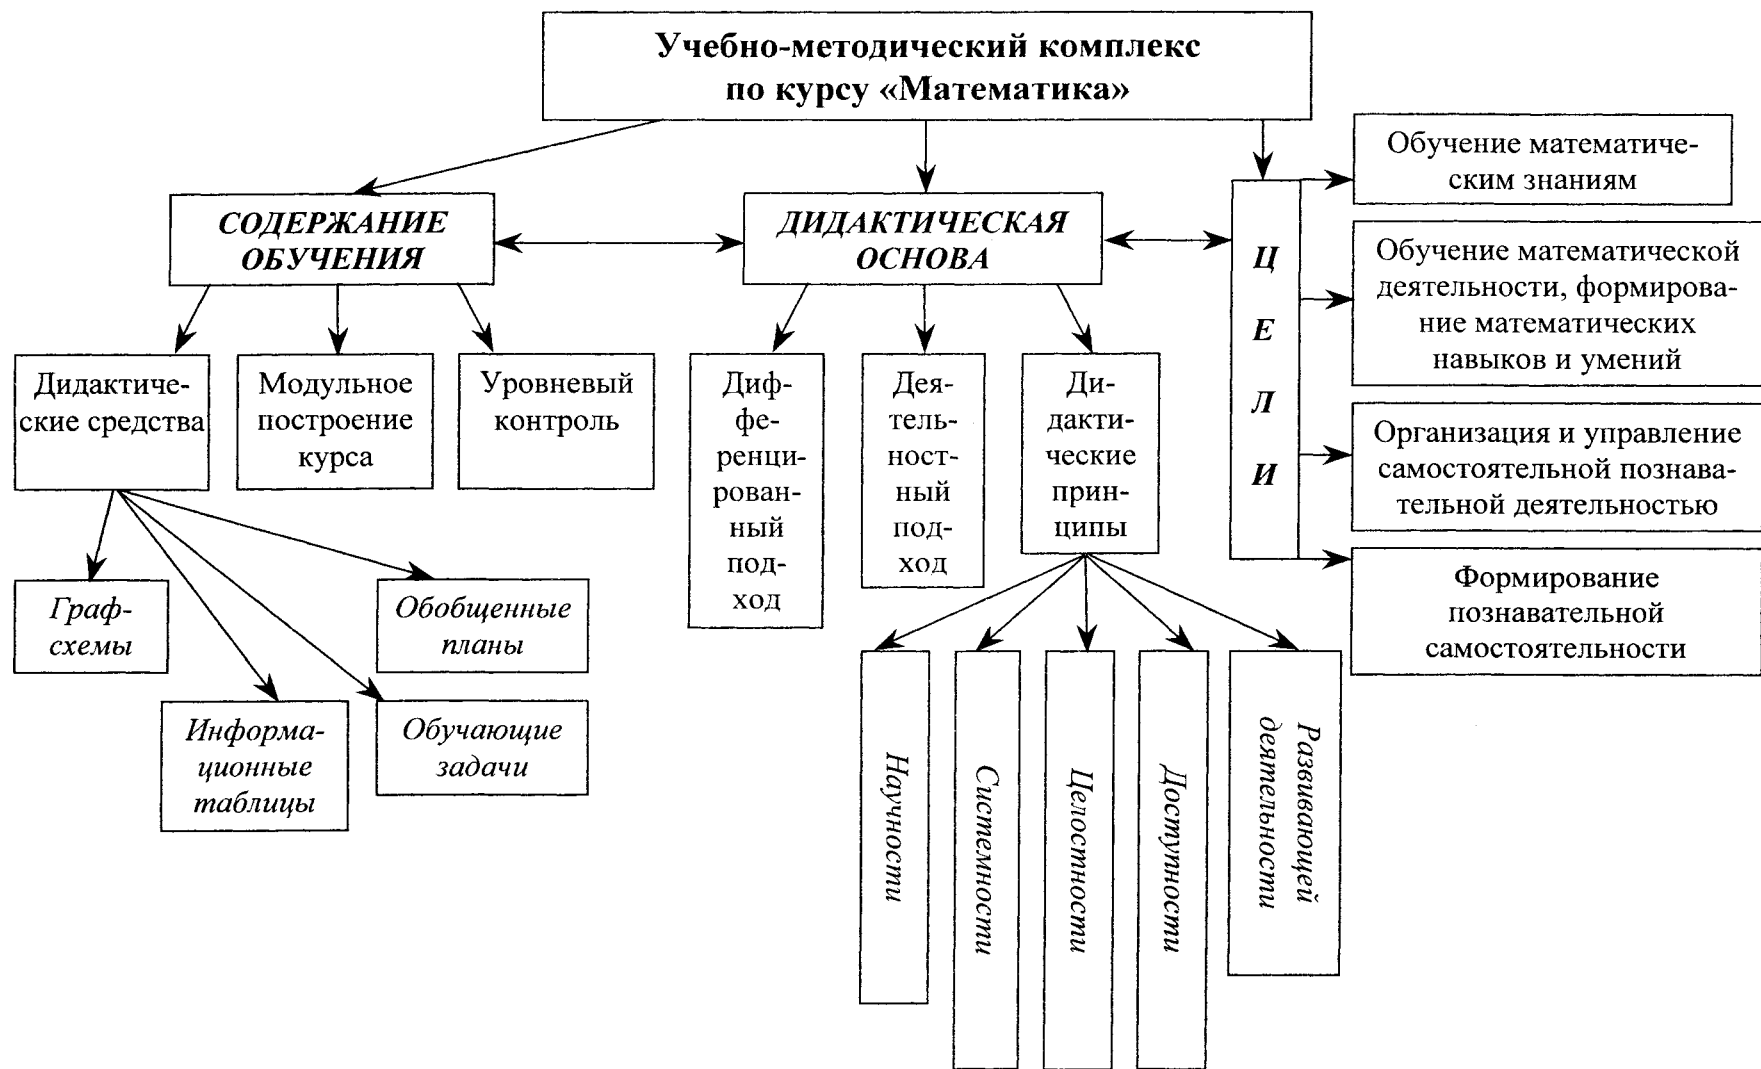 Учебно-методический комплекс
по курсу «Математика»
СОДЕРЖАНИЕ
ОБУЧЕНИЯ
ДИДАКТИЧЕСКАЯ
ОСНОВА
Ц
Е
Л
И
Обучение математиче-
ским знаниям
Обучение математической
деятельности, формирова-
ние математических
навыков и умений
Организация и управление
самостоятельной познава-
тельной деятельностью
Формирование
познавательной
самостоятельности
Дидактиче-
ские средства
Модульное
построение
курса
Уровневый
контроль
Диф-
фе-
ренци-
рован-
ный
под-
ход
Дея-
тель-
ност-
ный
под-
ход
Ди-
дакти-
ческие
прин-
ципы
Граф-
схемы
Обобщенные
планы
Информа-
ционные
таблицы
Обучающие
задачи
Научности
Системности
Целостности
Доступности
Развивающей
деятельности